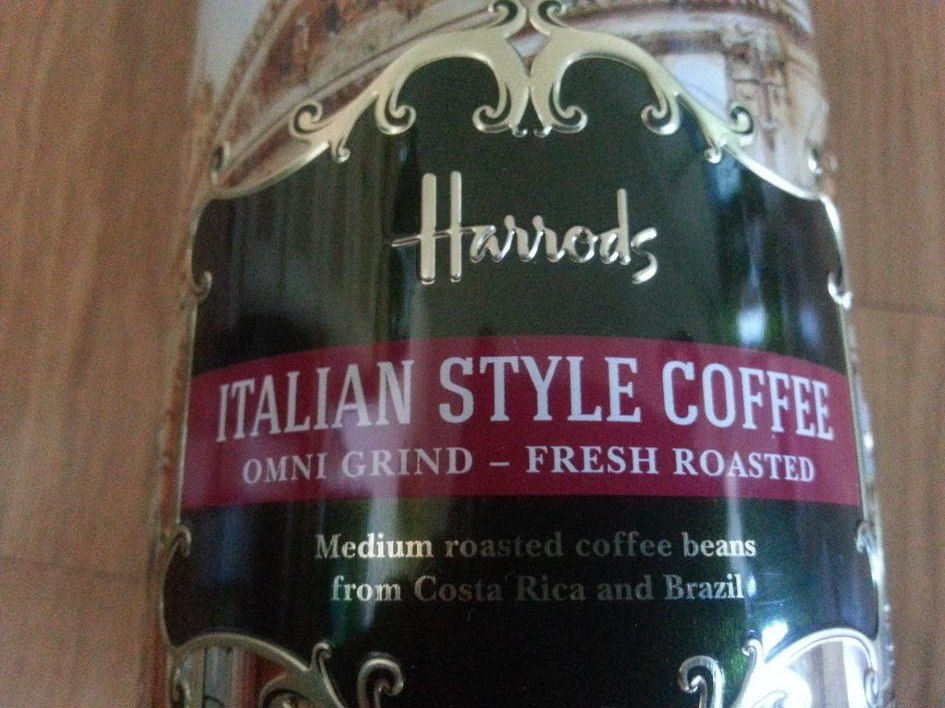 Harrods
ITALIAN STYLE COFFEE
OMNI GRIND – FRESH ROASTED
Medium roasted coffee beans
from Costa Rica and Brazil